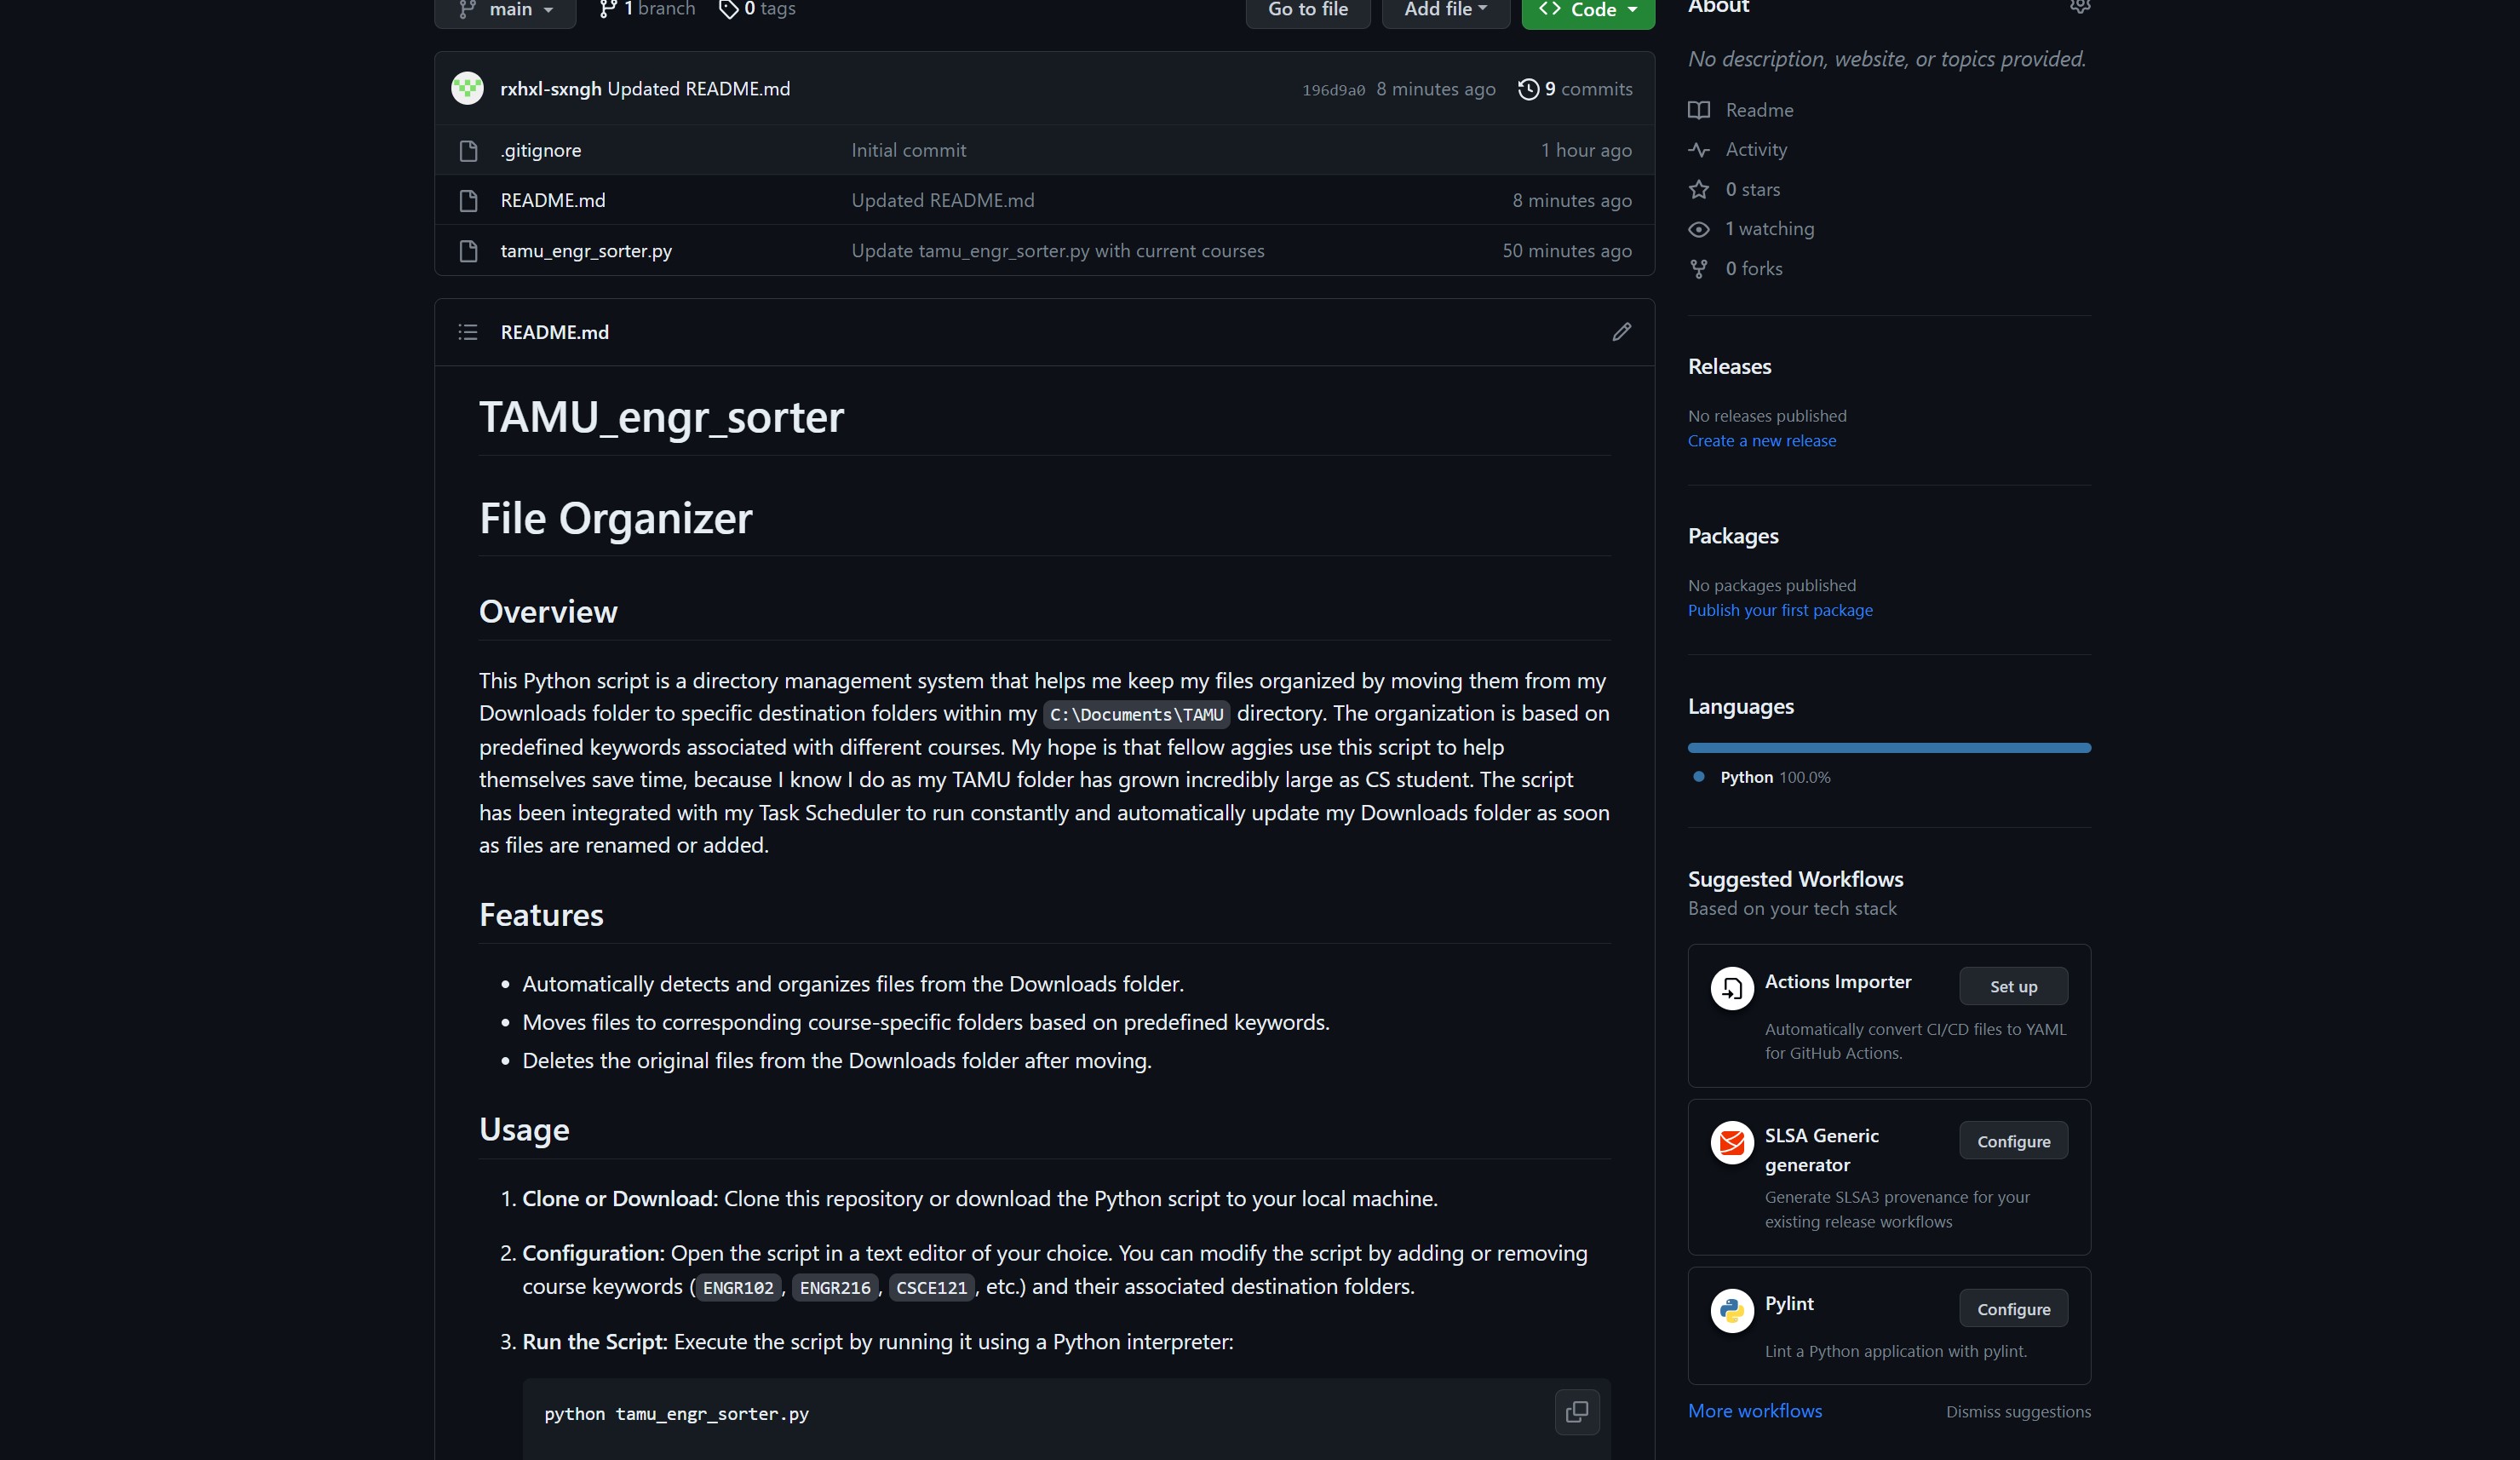 main
1 branch
0 tags
Go to file
Add file
Code
rxhxl-sxngh Updated README.md
196d9a0 8 minutes ago
9 commits
.gitignore
Initial commit
1 hour ago
README.md
Updated README.md
8 minutes ago
tamu_engr_sorter.py
Update tamu_engr_sorter.py with current courses
50 minutes ago
README.md
TAMU_engr_sorter
File Organizer
Overview
This Python script is a directory management system that helps me keep my files organized by moving them from my
Downloads folder to specific destination folders within my C:\Documents\TAMU directory. The organization is based on
predefined keywords associated with different courses. My hope is that fellow aggies use this script to help
themselves save time, because I know I do as my TAMU folder has grown incredibly large as CS student. The script
has been integrated with my Task Scheduler to run constantly and automatically update my Downloads folder as soon
as files are renamed or added.
Features
• Automatically detects and organizes files from the Downloads folder.
• Moves files to corresponding course-specific folders based on predefined keywords.
• Deletes the original files from the Downloads folder after moving.
Usage
1. Clone or Download: Clone this repository or download the Python script to your local machine.
2. Configuration: Open the script in a text editor of your choice. You can modify the script by adding or removing
course keywords ( ENGR102 , ENGR216 , CSCE121 , etc.) and their associated destination folders.
3. Run the Script: Execute the script by running it using a Python interpreter:
python tamu_engr_sorter.py
About
No description, website, or topics provided.
Readme
Activity
0 stars
1 watching
0 forks
Releases
No releases published
Create a new release
Packages
No packages published
Publish your first package
Languages
Python 100.0%
Suggested Workflows
Based on your tech stack
Actions Importer
Set up
Automatically convert CI/CD files to YAML
for GitHub Actions.
SLSA Generic
generator
Configure
Generate SLSA3 provenance for your
existing release workflows
Pylint
Configure
Lint a Python application with pylint.
More workflows
Dismiss suggestions